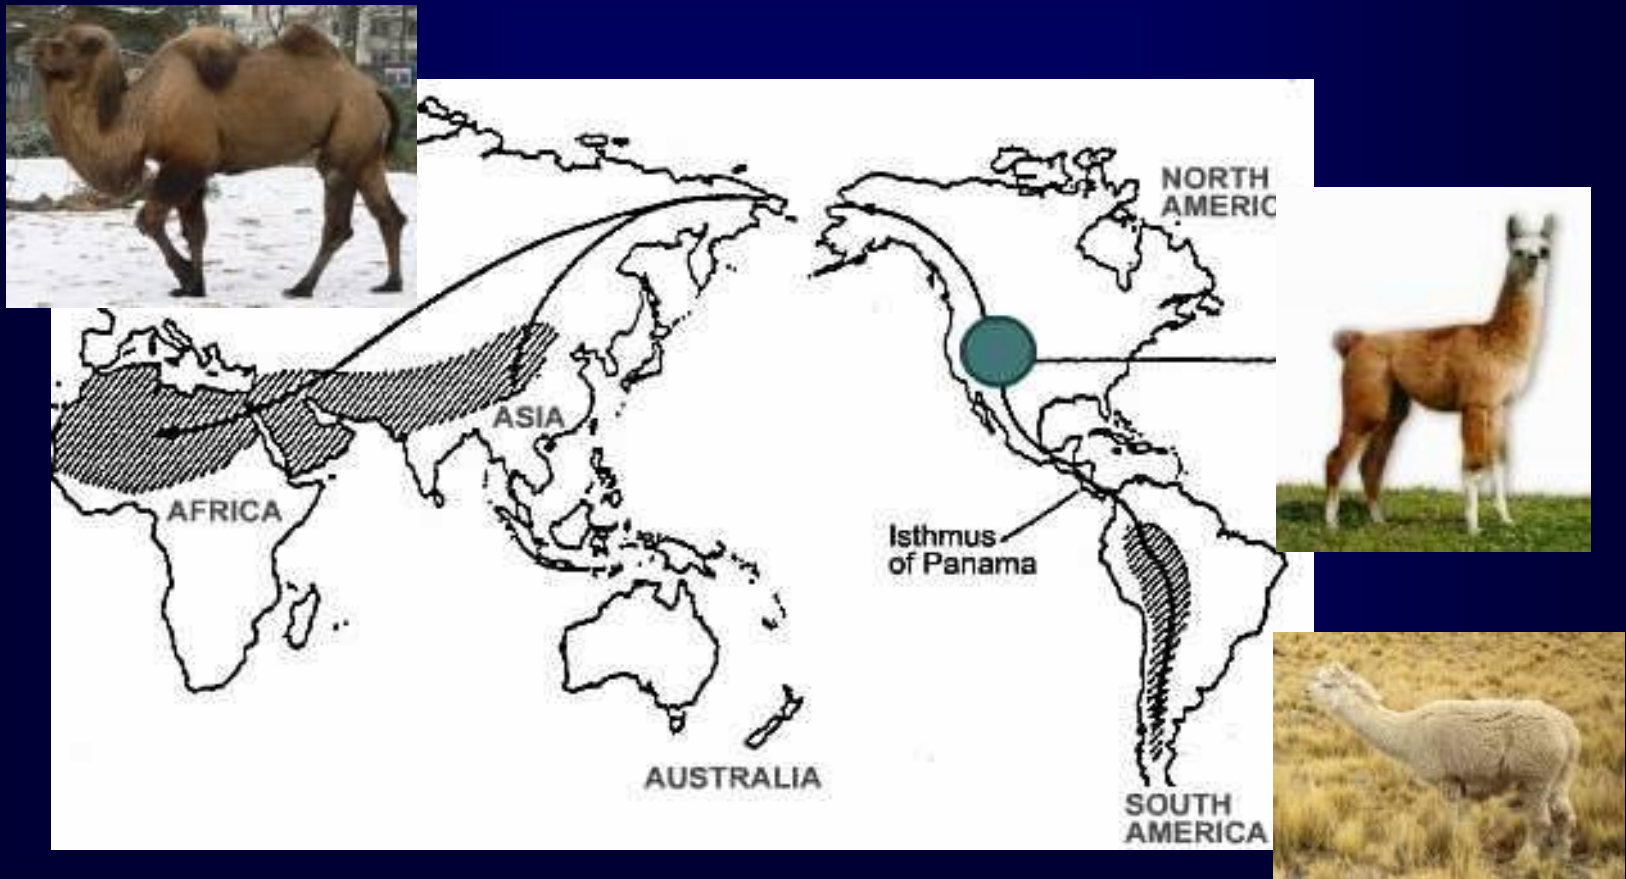 NORTH
AMERIC
ASIA
AFRICA
Isthmus
of Panama
AUSTRALIA
SOUTH
AMERICA